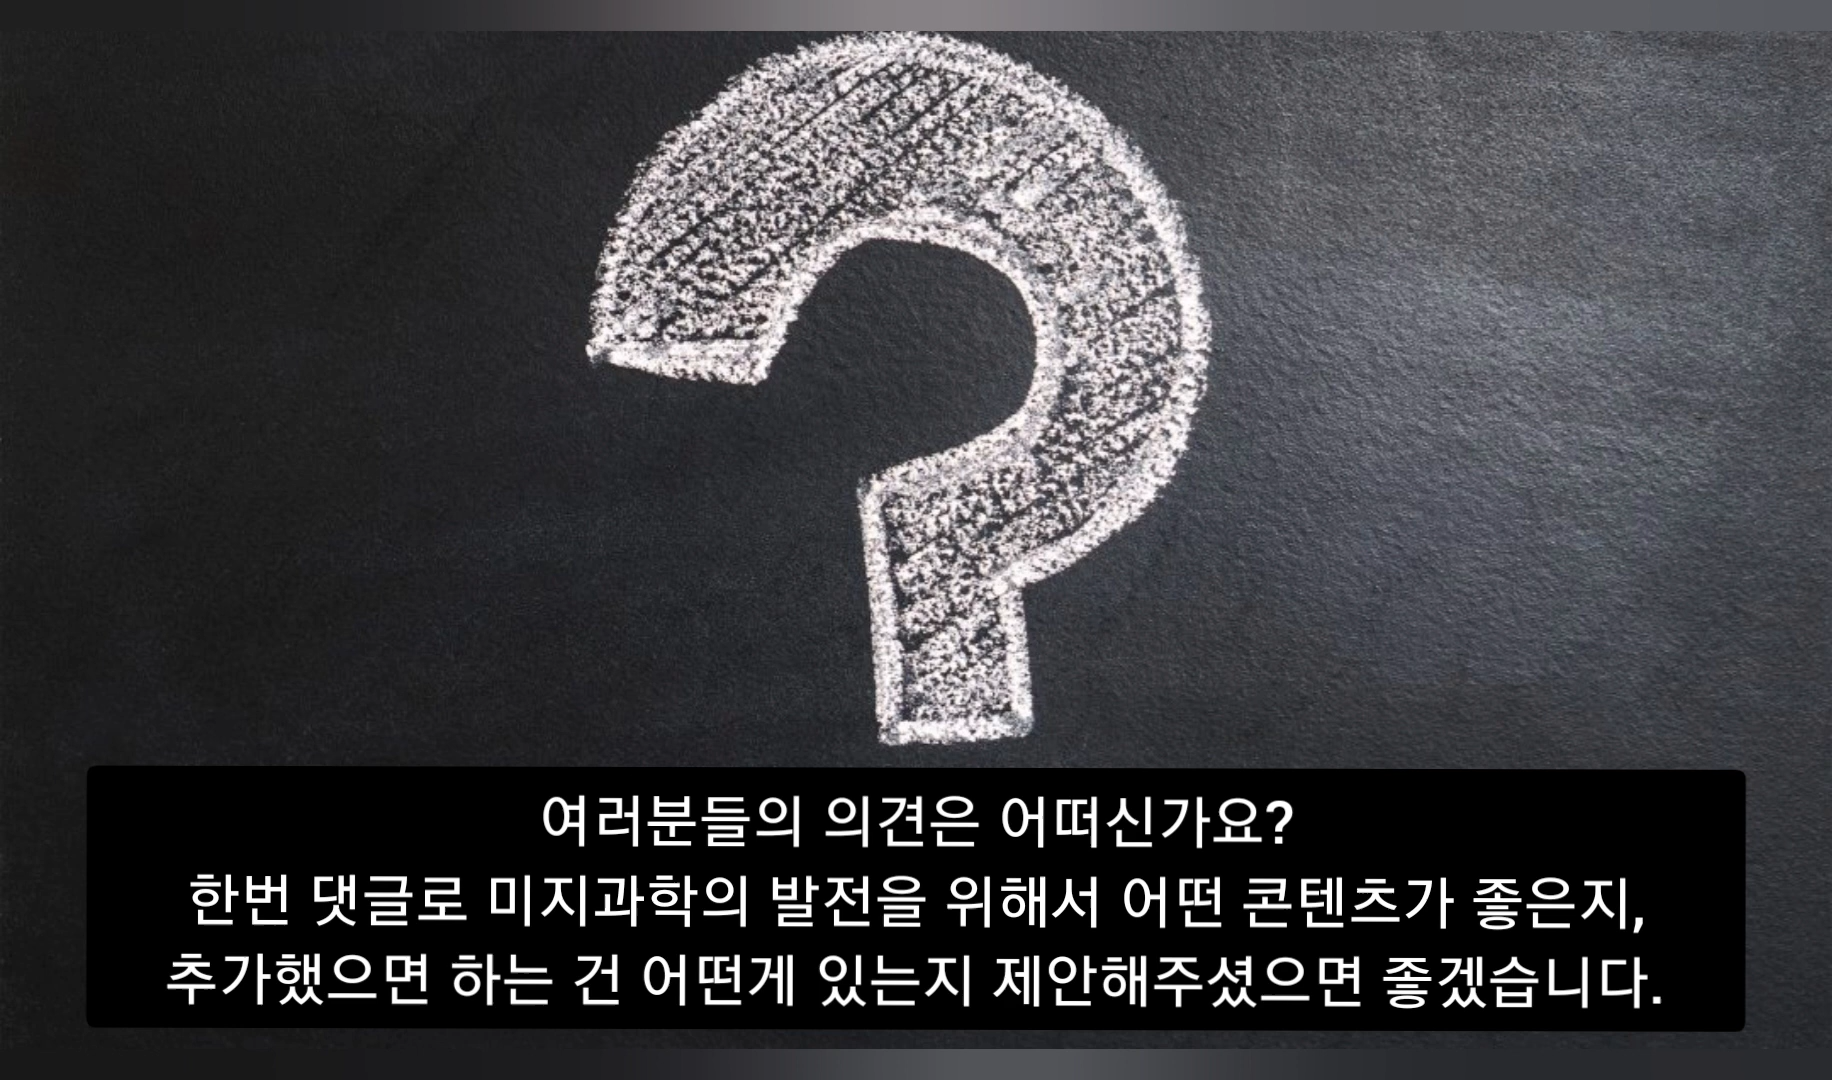 여러분들의 의견은 어떠신가요?
한번 댓글로 미지과학의 발전을 위해서 어떤 콘텐츠가 좋은지,
추가했으면 하는 건 어떤게 있는지 제안해주셨으면 좋겠습니다.